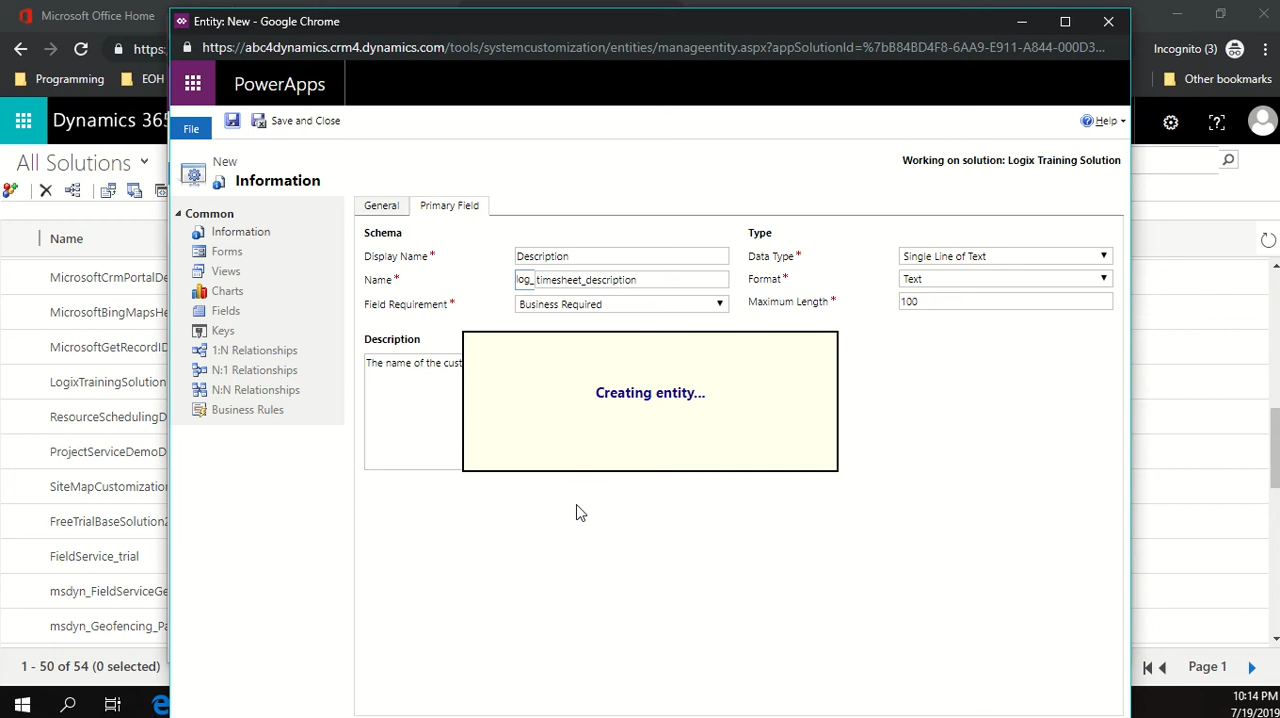 Microsoft Office Home
Entity: New - Google Chrome
https:
https://abc4dynamics.crm4.dynamics.com/tools/systemcustomization/entities/manageentity.aspx?appSolutionId=%7bB84BD4F8-6AA9-E911-A844-000D3...
Incognito (3)
Programming
EOH
Other bookmarks
PowerApps
Dynamics 365
File
Save and Close
Help
All Solutions
New
Information
Working on solution: Logix Training Solution
Common
Information
Forms
Views
Charts
Fields
Keys
1:N Relationships
N:1 Relationships
N:N Relationships
Business Rules
General
Primary Field
Schema
Type
Display Name*
Description
Data Type*
Single Line of Text
Name*
log_
timesheet_description
Format*
Text
Field Requirement*
Business Required
Maximum Length*
100
Description
The name of the cust
Creating entity...
Name
MicrosoftCrmPortalDe
MicrosoftBingMapsHe
MicrosoftGetRecordID
LogixTrainingSolution
ResourceSchedulingD
ProjectServiceDemoD
SiteMapCustomization
FreeTrialBaseSolution2
FieldService_trial
msdyn_FieldServiceGe
msdyn_Geofencing_Pa
1 - 50 of 54 (0 selected)
Page 1
10:14 PM
7/19/2019